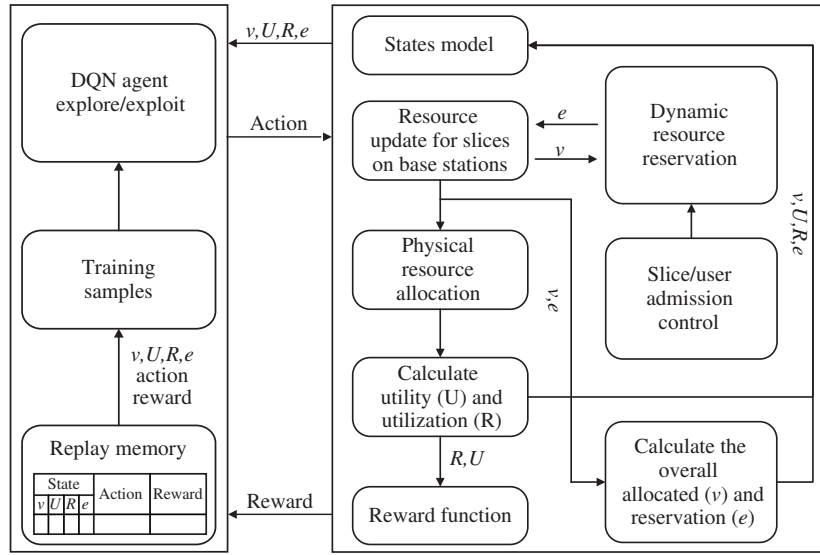 DQN agent
explore/exploit
Training
samples
v,U,R,e
action
reward
Replay memory
State
Action
Reward
v
U
R
e
v,U,R,e
Action
Reward
States model
Resource
update for slices
on base stations
e
v
Dynamic
resource
reservation
Physical
resource
allocation
v,e
Slice/user
admission
control
v,U,R,e
Calculate
utility (U) and
utilization (R)
R,U
Reward function
Calculate the
overall
allocated (v) and
reservation (e)